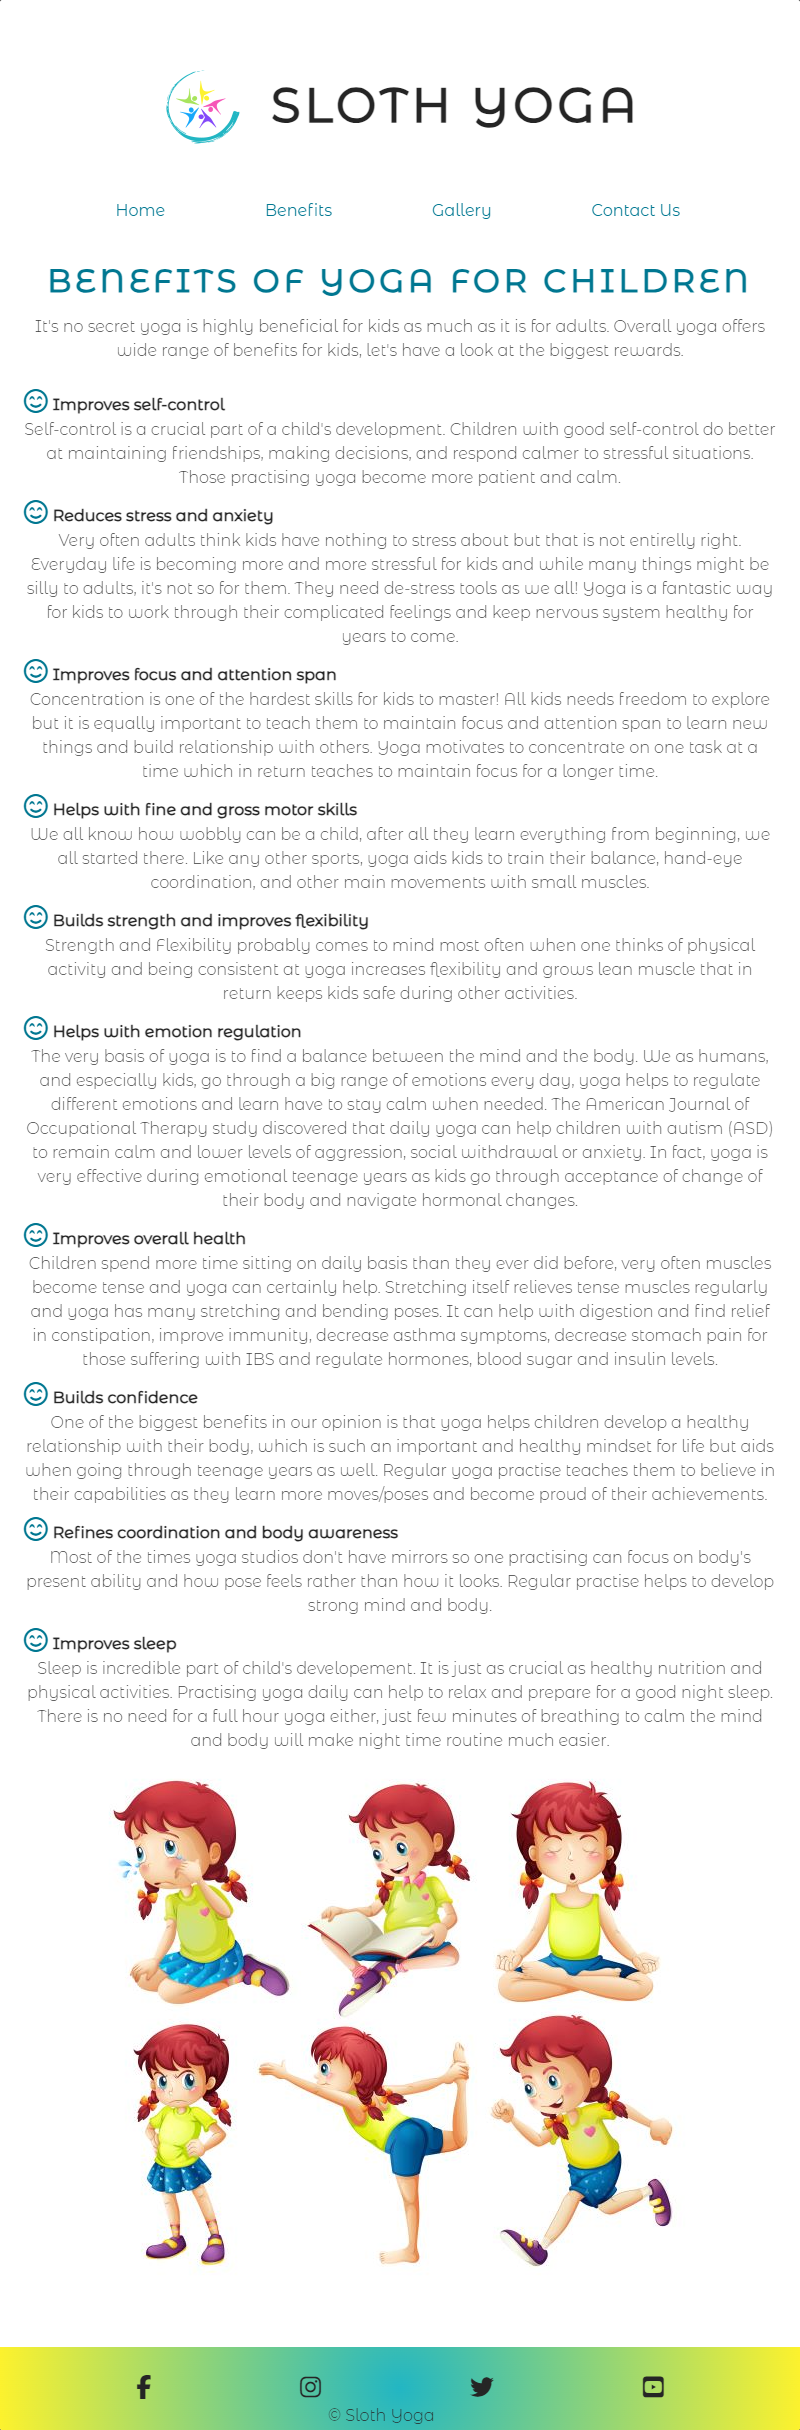 SLOTH YOGA
Home Benefits Gallery Contact Us
BENEFITS OF YOGA FOR CHILDREN
It's no secret yoga is highly beneficial for kids as much as it is for adults. Overall yoga offers
wide range of benefits for kids, let's have a look at the biggest rewards.
Improves self-control
Self-control is a crucial part of a child's development. Children with good self-control do better
at maintaining friendships, making decisions, and respond calmer to stressful situations.
Those practising yoga become more patient and calm.
Reduces stress and anxiety
Very often adults think kids have nothing to stress about but that is not entirelly right.
Everyday life is becoming more and more stressful for kids and while many things might be
silly to adults, it's not so for them. They need de-stress tools as we all! Yoga is a fantastic way
for kids to work through their complicated feelings and keep nervous system healthy for
years to come.
Improves focus and attention span
Concentration is one of the hardest skills for kids to master! All kids needs freedom to explore
but it is equally important to teach them to maintain focus and attention span to learn new
things and build relationship with others. Yoga motivates to concentrate on one task at a
time which in return teaches to maintain focus for a longer time.
Helps with fine and gross motor skills
We all know how wobbly can be a child, after all they learn everything from beginning, we
all started there. Like any other sports, yoga aids kids to train their balance, hand-eye
coordination, and other main movements with small muscles.
Builds strength and improves flexibility
Strength and Flexibility probably comes to mind most often when one thinks of physical
activity and being consistent at yoga increases flexibility and grows lean muscle that in
return keeps kids safe during other activities.
Helps with emotion regulation
The very basis of yoga is to find a balance between the mind and the body. We as humans,
and especially kids, go through a big range of emotions every day, yoga helps to regulate
different emotions and learn have to stay calm when needed. The American Journal of
Occupational Therapy study discovered that daily yoga can help children with autism (ASD)
to remain calm and lower levels of aggression, social withdrawal or anxiety. In fact, yoga is
very effective during emotional teenage years as kids go through acceptance of change of
their body and navigate hormonal changes.
Improves overall health
Children spend more time sitting on daily basis than they ever did before, very often muscles
become tense and yoga can certainly help. Stretching itself relieves tense muscles regularly
and yoga has many stretching and bending poses. It can help with digestion and find relief
in constipation, improve immunity, decrease asthma symptoms, decrease stomach pain for
those suffering with IBS and regulate hormones, blood sugar and insulin levels.
Builds confidence
One of the biggest benefits in our opinion is that yoga helps children develop a healthy
relationship with their body, which is such an important and healthy mindset for life but aids
when going through teenage years as well. Regular yoga practise teaches them to believe in
their capabilities as they learn more moves/poses and become proud of their achievements.
Refines coordination and body awareness
Most of the times yoga studios don't have mirrors so one practising can focus on body's
present ability and how pose feels rather than how it looks. Regular practise helps to develop
strong mind and body.
Improves sleep
Sleep is incredible part of child's developement. It is just as crucial as healthy nutrition and
physical activities. Practising yoga daily can help to relax and prepare for a good night sleep.
There is no need for a full hour yoga either, just few minutes of breathing to calm the mind
and body will make night time routine much easier.
© Sloth Yoga